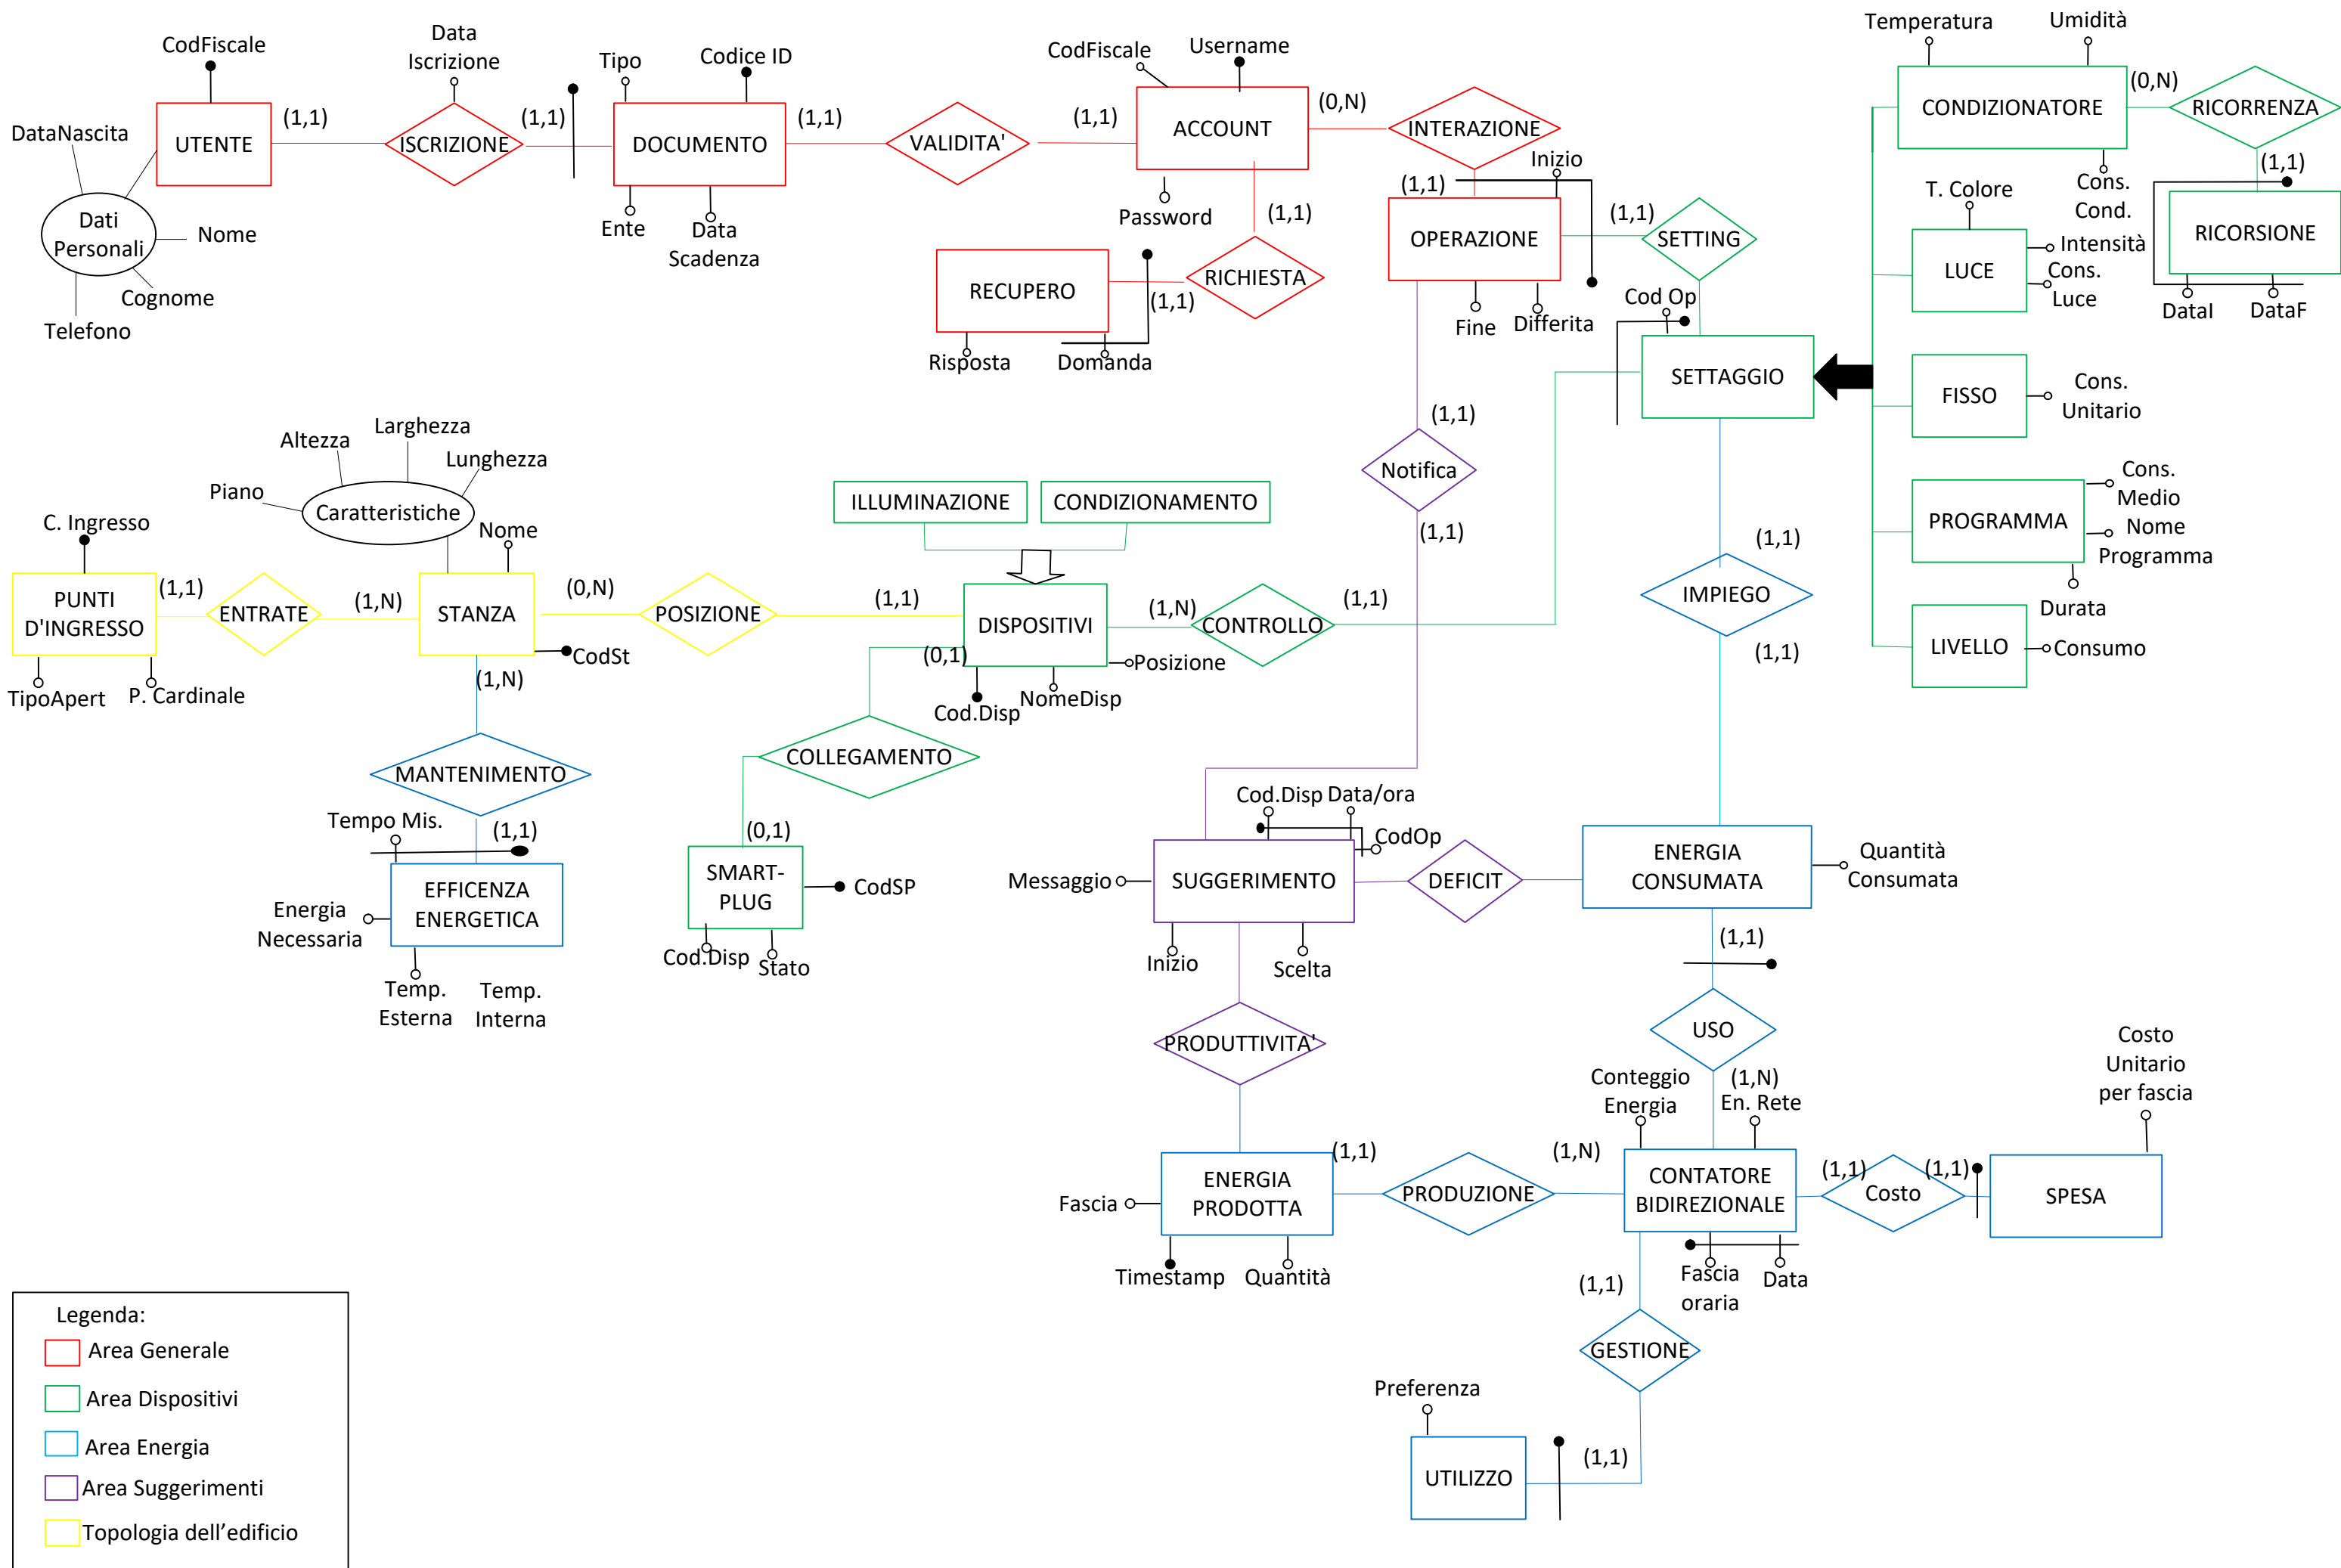 CodFiscale
Data
Iscrizione
Tipo
Codice ID
CodFiscale
Username
Temperatura
Umidità
UTENTE
(1,1)
ISCRIZIONE
(1,1)
DOCUMENTO
(1,1)
VALIDITA'
(1,1)
ACCOUNT
(0,N)
INTERAZIONE
CONDIZIONATORE
(0,N)
RICORRENZA
DataNascita
Dati
Personali
Nome
Cognome
Telefono
Ente
Data
Scadenza
Password
(1,1)
RICHIESTA
(1,1)
RECUPERO
Risposta
Domanda
Inizio
(1,1)
OPERAZIONE
(1,1)
SETTING
Fine
Differita
Cod Op
SETTAGGIO
Cons.
Cond.
(1,1)
RICORSIONE
DataI
DataF
T. Colore
LUCE
Intensità
Cons.
Luce
FISSO
Cons.
Unitario
PROGRAMMA
Cons.
Medio
Nome
Programma
Durata
LIVELLO
Consumo
(1,1)
Notifica
(1,1)
(1,1)
IMPIEGO
(1,1)
Piano
Altezza
Larghezza
Lunghezza
Caratteristiche
Nome
C. Ingresso
PUNTI
D'INGRESSO
(1,1)
ENTRATE
(1,N)
STANZA
(0,N)
POSIZIONE
(1,1)
CodSt
TipoApert
P. Cardinale
(1,N)
ILLUMINAZIONE
CONDIZIONAMENTO
DISPOSITIVI
(1,N)
CONTROLLO
(1,1)
(0,1)
Posizione
Cod.Disp
NomeDisp
COLLEGAMENTO
(0,1)
SMART-
PLUG
CodSP
Cod.Disp
Stato
MANTENIMENTO
Tempo Mis.
(1,1)
EFFICENZA
ENERGETICA
Energia
Necessaria
Temp.
Esterna
Temp.
Interna
Cod.Disp
Data/ora
CodOp
Messaggio
SUGGERIMENTO
DEFICIT
Inizio
Scelta
ENERGIA
CONSUMATA
Quantità
Consumata
(1,1)
USO
(1,N)
PRODUTTIVITA'
Conteggio
Energia
En. Rete
Costo
Unitario
per fascia
Fascia
ENERGIA
PRODOTTA
(1,1)
PRODUZIONE
(1,N)
CONTATORE
BIDIREZIONALE
(1,1)
Costo
(1,1)
SPESA
Timestamp
Quantità
Fascia
oraria
Data
(1,1)
GESTIONE
Preferenza
UTILIZZO
(1,1)
Legenda:
Area Generale
Area Dispositivi
Area Energia
Area Suggerimenti
Topologia dell'edificio